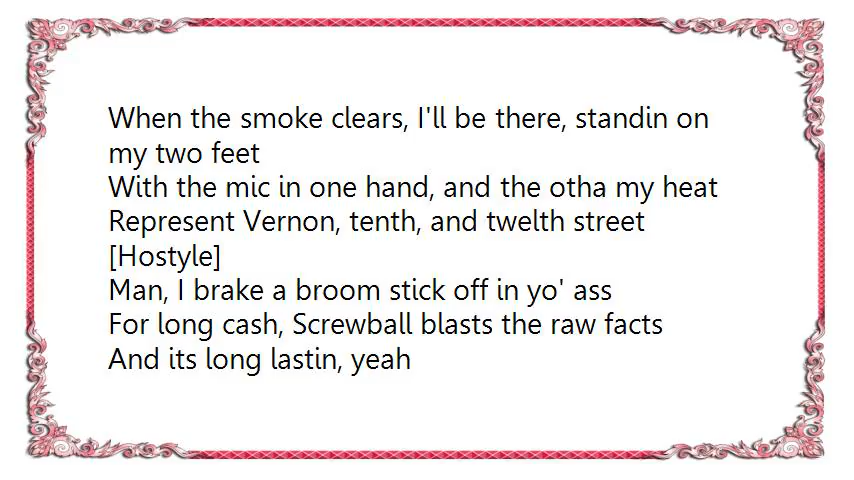 When the smoke clears, I'll be there, standin on
my two feet
With the mic in one hand, and the otha my heat
Represent Vernon, tenth, and twelth street
[Hostyle]
Man, I brake a broom stick off in yo' ass
For long cash, Screwball blasts the raw facts
And its long lastin, yeah